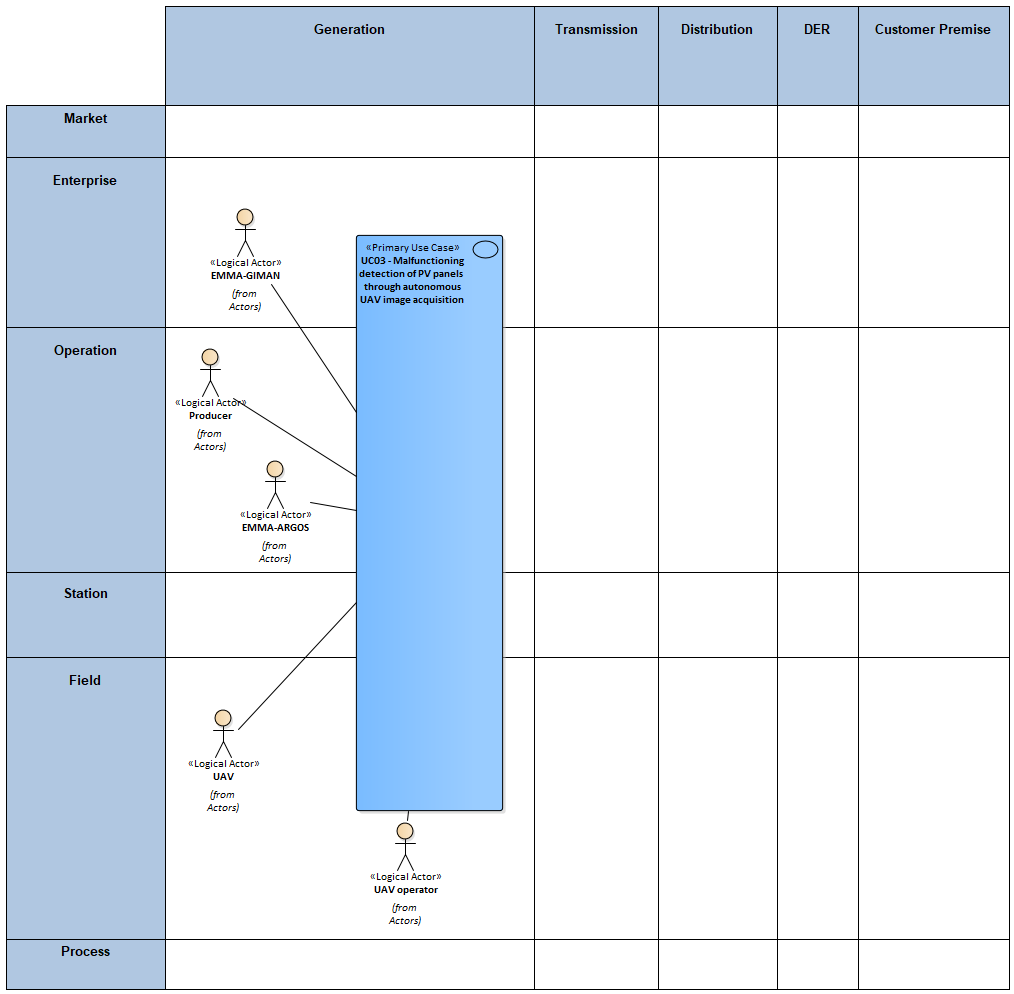 Generation
Transmission
Distribution
DER
Customer Premise
Market
Enterprise
«Logical Actor»
EMMA-GIMAN
(from
Actors)
«Primary Use Case»
UC03 - Malfunctioning
detection of PV panels
through autonomous
UAV image acquisition
Operation
«Logical Actor»
Producer
(from
Actors)
«Logical Actor»
EMMA-ARGOS
(from
Actors)
Station
Field
«Logical Actor»
UAV
(from
Actors)
«Logical Actor»
UAV operator
(from
Actors)
Process